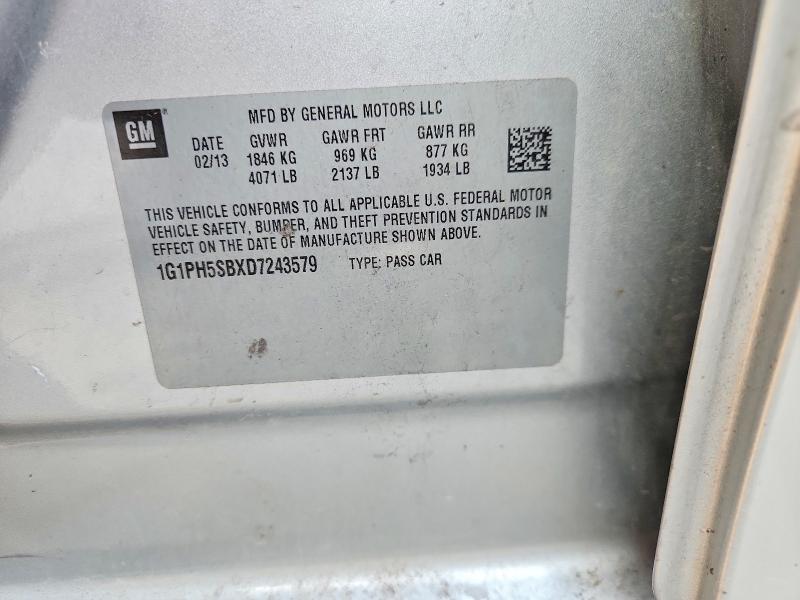 GM®
MFD BY GENERAL MOTORS LLC
DATE GVWR GAWR FRT GAWR RR
02/13 1846 KG 969 KG 877 KG
4071 LB 2137 LB 1934 LB
THIS VEHICLE CONFORMS TO ALL APPLICABLE U.S. FEDERAL MOTOR
VEHICLE SAFETY, BUMPER, AND THEFT PREVENTION STANDARDS IN
EFFECT ON THE DATE OF MANUFACTURE SHOWN ABOVE.
1G1PH5SBXD7243579 TYPE: PASS CAR